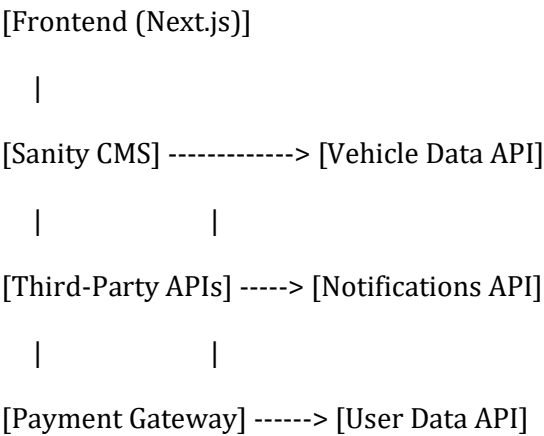 [Frontend (Next.js)]
|
[Sanity CMS] -------------> [Vehicle Data API]
| |
[Third-Party APIs] -----> [Notifications API]
| |
[Payment Gateway] ------> [User Data API]